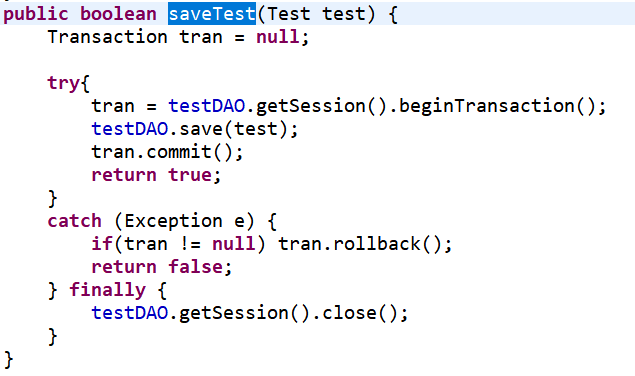 public boolean saveTest(Test test) {
    Transaction tran = null;

    try{
        tran = testDAO.getSession().beginTransaction();
        testDAO.save(test);
        tran.commit();
        return true;
    }
    catch (Exception e) {
        if(tran != null) tran.rollback();
        return false;
    } finally {
        testDAO.getSession().close();
    }
}